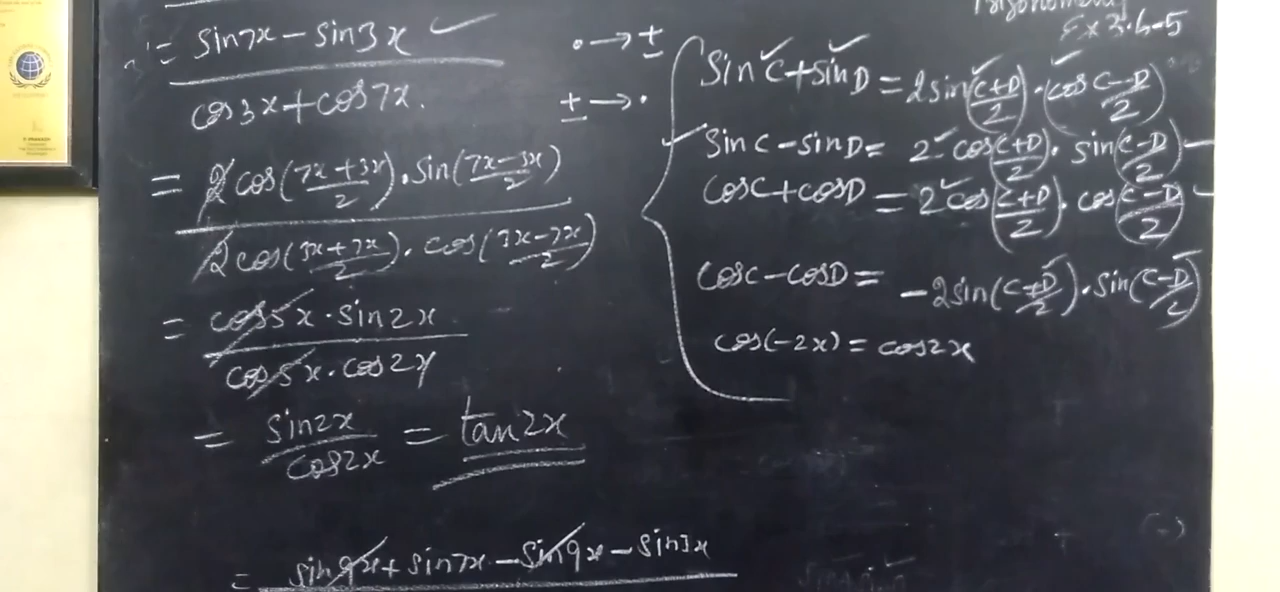 = sin7x - sin3x
cos3x + cos7x.
= 2cos(7x+3x/2).sin(7x-3x/2)
2cos(3x+7x/2).cos(3x-7x/2)
= cos5x.sin2x
cos5x.cos2x
= sin2x/cos2x = tan2x
= sin9x + sin7x - sin9x - sin3x
. → ±
± → .
Trigonometry
Ex 3.4-5
SinC + sinD = 2sin(C+D/2).(cos C-D/2)
Sinc - sinD = 2cos(C+D/2). sin(C-D/2)
cosC + cosD = 2cos(C+D/2). cos(C-D/2)
cosc - cosD = -2sin(C+D/2).sin(C-D/2)
cos(-2x) = cos2x